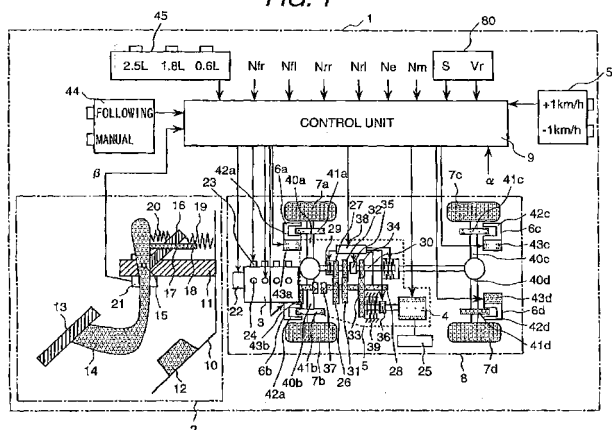 FIG. 1
1
45
2.5L 1.8L 0.6L
Nfr Nfl Nrr Nrl Ne Nm
80
S Vr
44
FOLLOWING
MANUAL
CONTROL UNIT
9
+1km/h
-1km/h
β
α
23 42a 6a 40a 7a 41a 27 38 32 35 34 30
7c 41c 42c 6c 43c 40c
20 16 19
29
40d
21 15 17 18 11
22 24 3 43a
4
43d 6d 42d
13 14 12 10
43b 6b 42a 40b 41b 7b 37 26 31 33 5 39 36 28 25
8 7d 41d
2